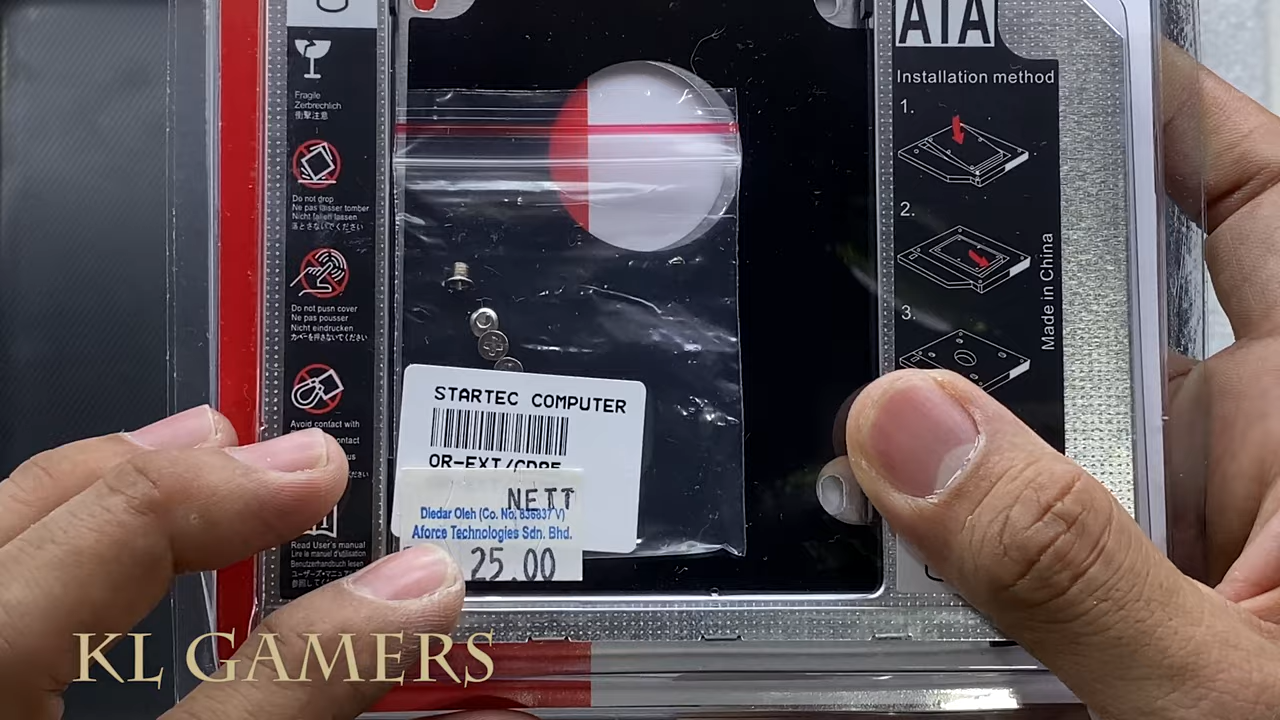 Fragile
Zerbrechlich
衝撃注意
Do not drop
Ne pas laisser tomber
Nicht fallen lassen
落とさないでください
Do not push cover
Ne pas pousser
Nicht eindrucken
カバーを押さないでください
Avoid contact with
Read User's manual
Lire le manuel d'utilisation
Benutzerhandbuch lesen
ATA
Installation method
1.
2.
3.
Made in China
STARTEC COMPUTER
NETT
Diedar Oleh (Co. No. 836837 V)
Aforce Technologies Sdn. Bhd.
25.00
KL GAMERS